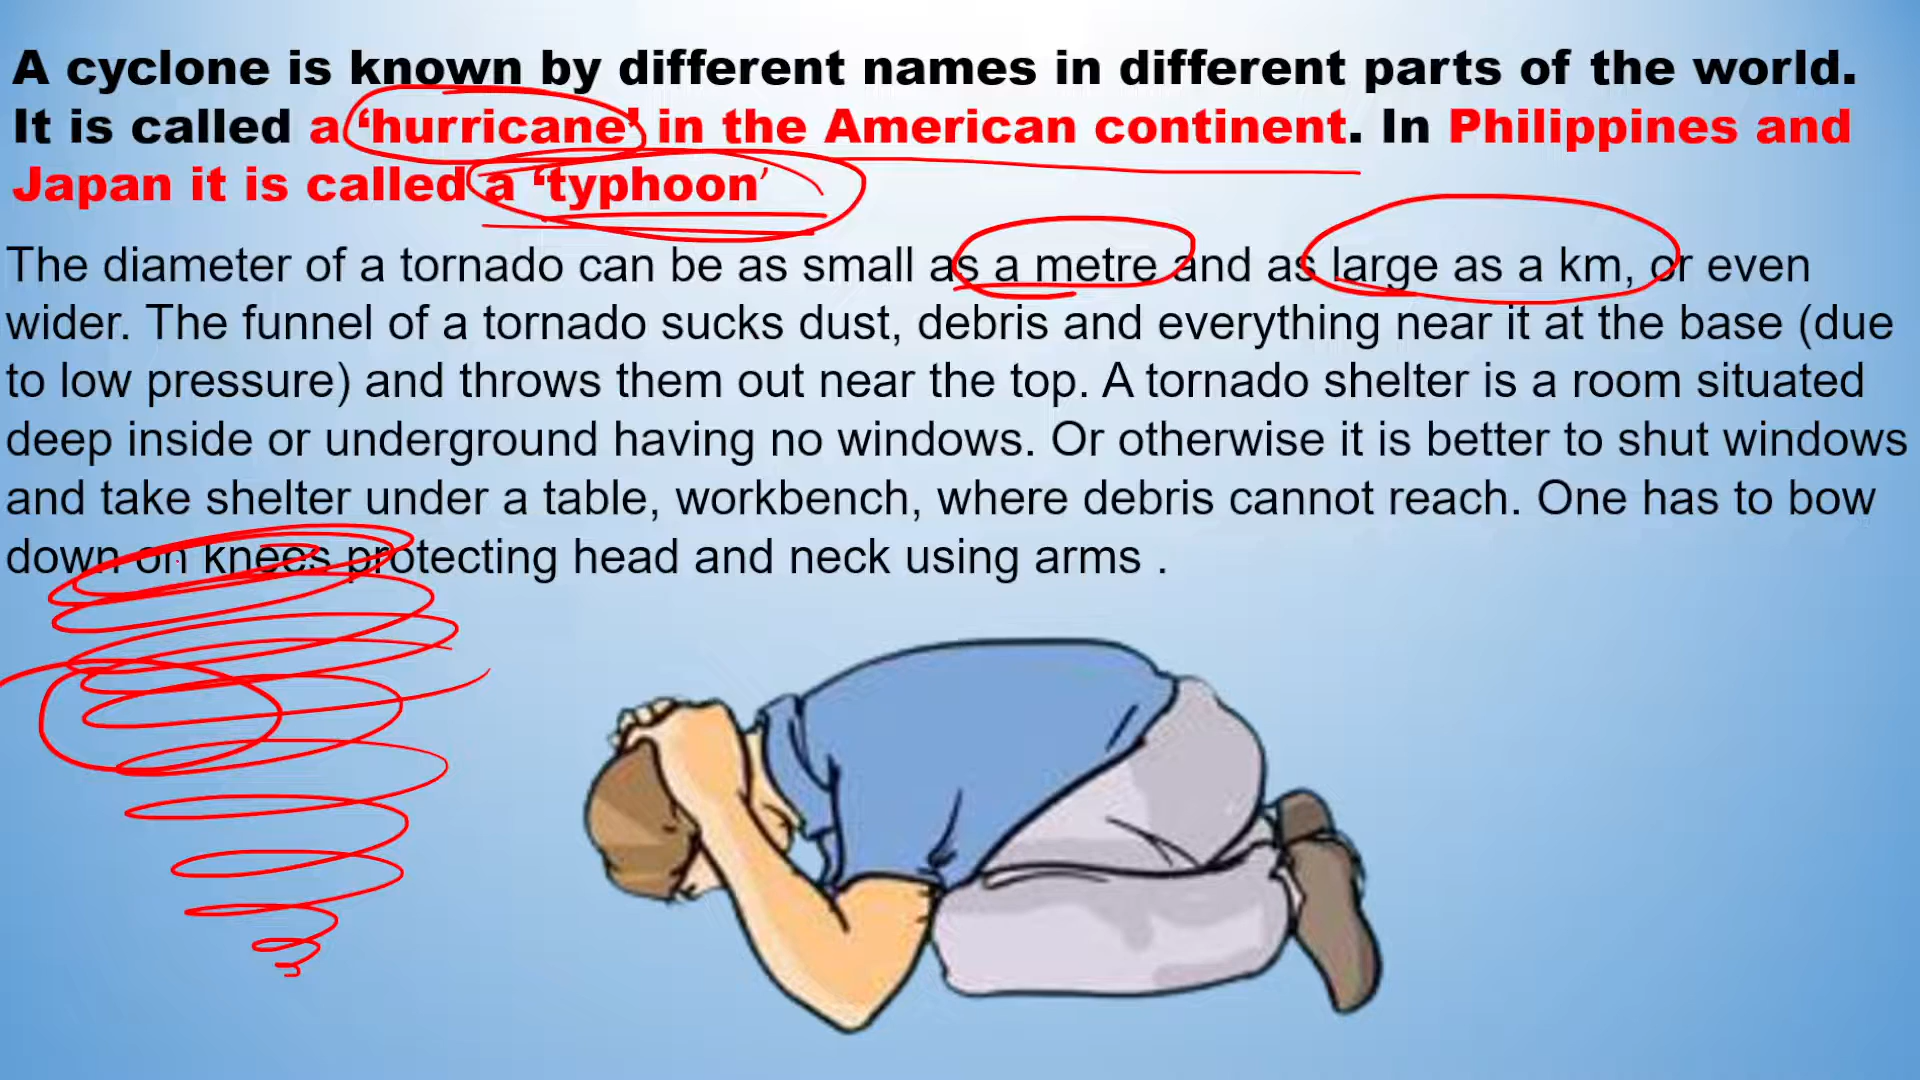 A cyclone is known by different names in different parts of the world.
It is called a ‘hurricane’ in the American continent. In Philippines and
Japan it is called a ‘typhoon’
The diameter of a tornado can be as small as a metre and as large as a km, or even
wider. The funnel of a tornado sucks dust, debris and everything near it at the base (due
to low pressure) and throws them out near the top. A tornado shelter is a room situated
deep inside or underground having no windows. Or otherwise it is better to shut windows
and take shelter under a table, workbench, where debris cannot reach. One has to bow
down on knees protecting head and neck using arms .